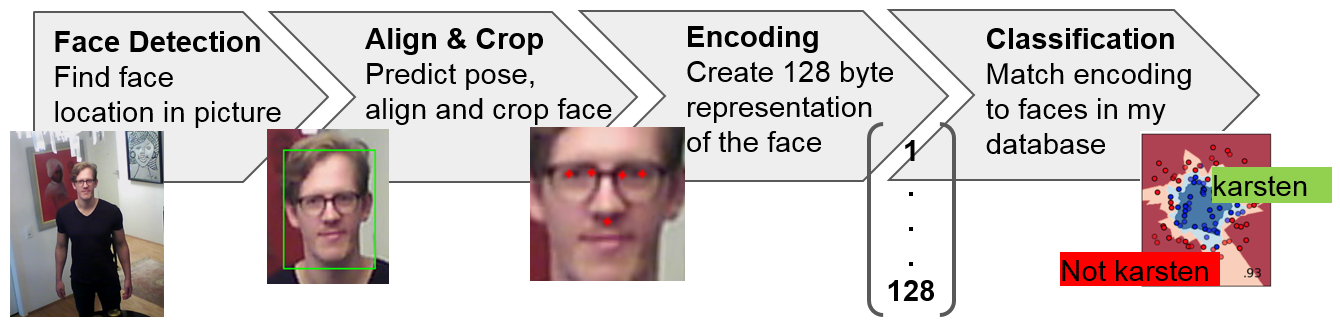 Face Detection
Find face
location in picture
Align & Crop
Predict pose,
align and crop face
Encoding
Create 128 byte
representation
of the face
1
.
.
.
128
Classification
Match encoding
to faces in my
database
karsten
Not karsten
.93